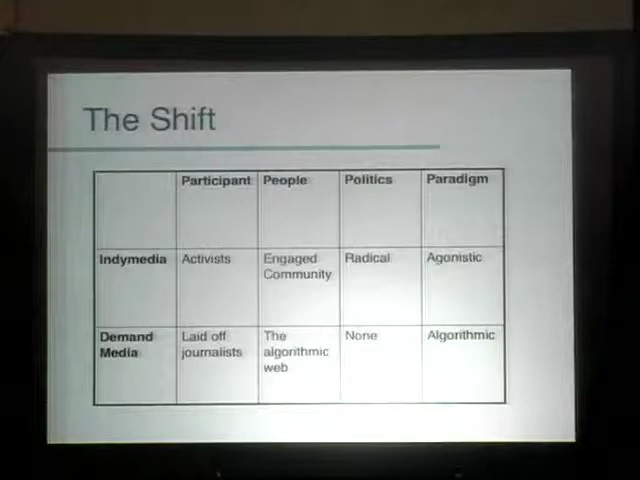 The Shift
Participant People Politics Paradigm
Indymedia Activists Engaged Radical Agonistic
Community
Demand Laid off The None Algorithmic
Media journalists algorithmic
web